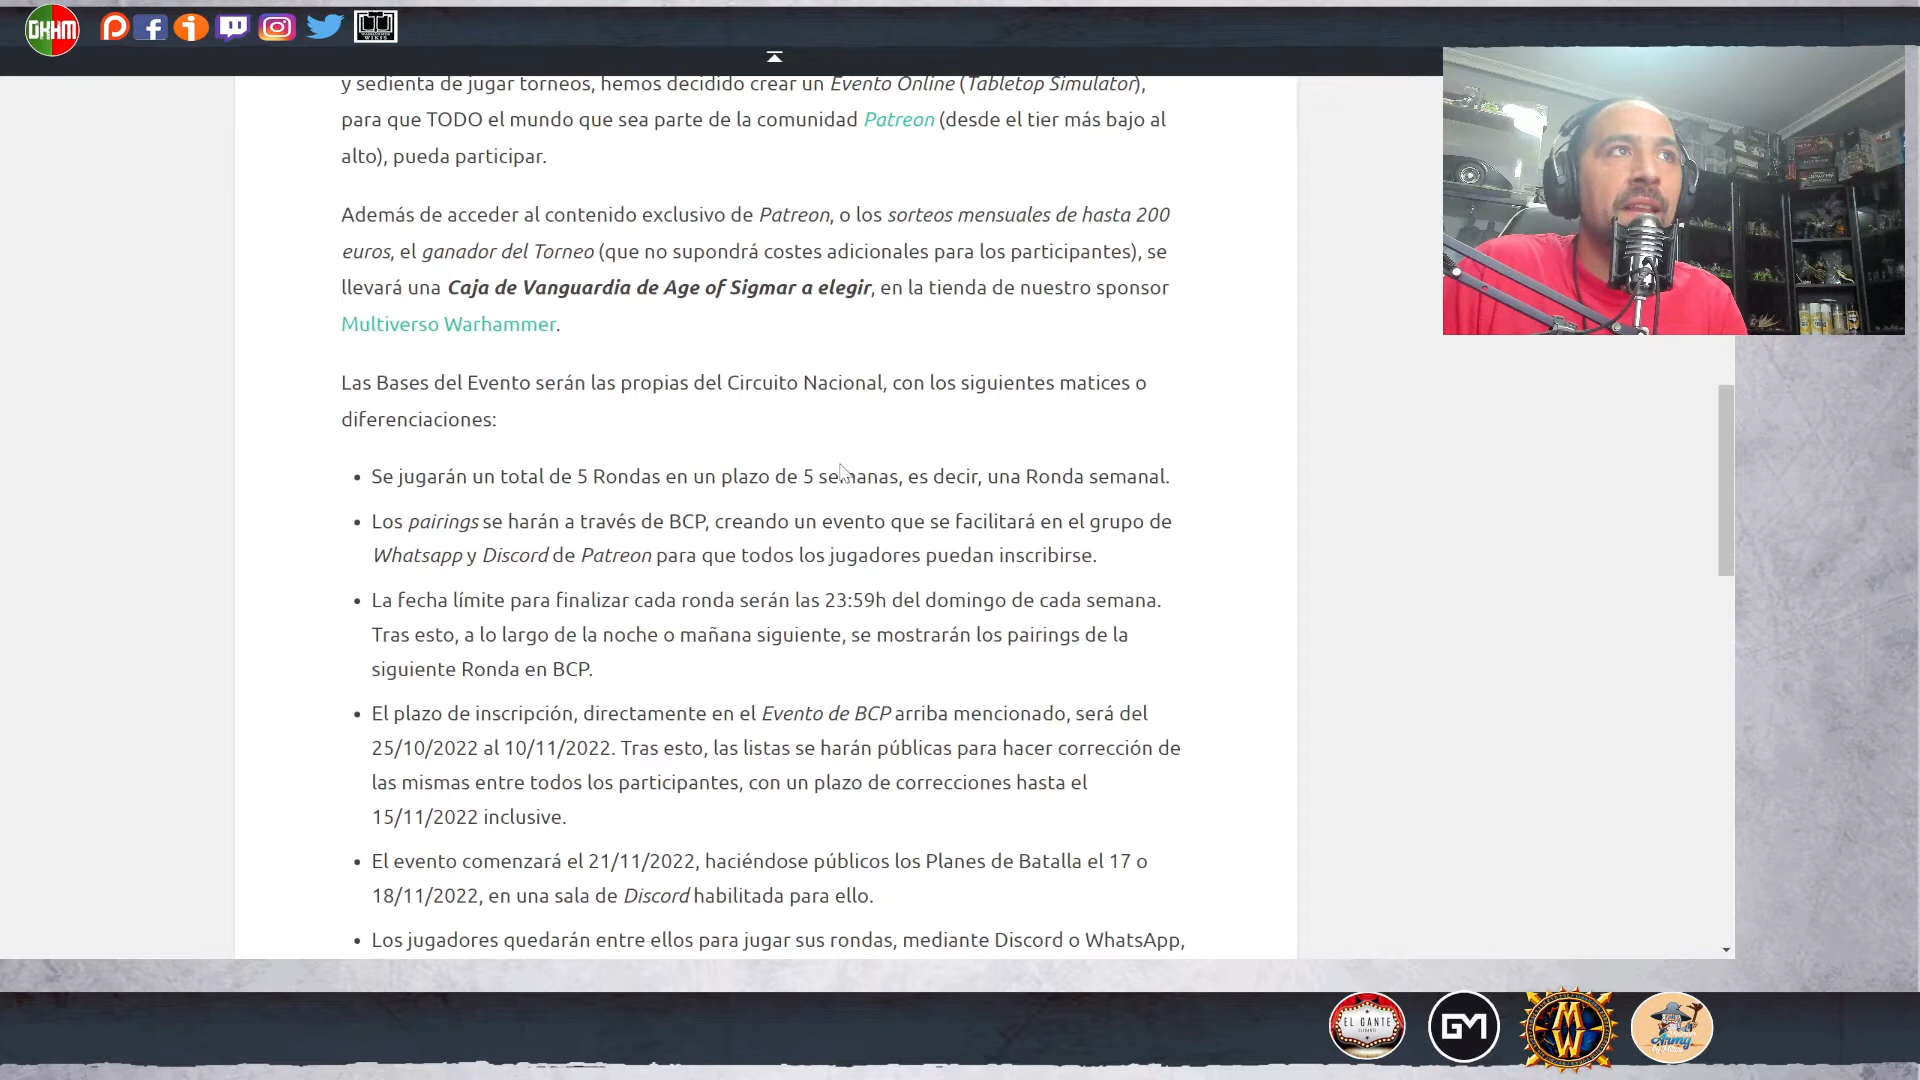 DKHM
y sedienta de jugar torneos, hemos decidido crear un Evento Online (Tabletop Simulator),
para que TODO el mundo que sea parte de la comunidad Patreon (desde el tier más bajo al
alto), pueda participar.
Además de acceder al contenido exclusivo de Patreon, o los sorteos mensuales de hasta 200
euros, el ganador del Torneo (que no supondrá costes adicionales para los participantes), se
llevará una Caja de Vanguardia de Age of Sigmar a elegir, en la tienda de nuestro sponsor
Multiverso Warhammer.
Las Bases del Evento serán las propias del Circuito Nacional, con los siguientes matices o
diferenciaciones:
• Se jugarán un total de 5 Rondas en un plazo de 5 semanas, es decir, una Ronda semanal.
• Los pairings se harán a través de BCP, creando un evento que se facilitará en el grupo de
Whatsapp y Discord de Patreon para que todos los jugadores puedan inscribirse.
• La fecha límite para finalizar cada ronda serán las 23:59h del domingo de cada semana.
Tras esto, a lo largo de la noche o mañana siguiente, se mostrarán los pairings de la
siguiente Ronda en BCP.
• El plazo de inscripción, directamente en el Evento de BCP arriba mencionado, será del
25/10/2022 al 10/11/2022. Tras esto, las listas se harán públicas para hacer corrección de
las mismas entre todos los participantes, con un plazo de correcciones hasta el
15/11/2022 inclusive.
• El evento comenzará el 21/11/2022, haciéndose públicos los Planes de Batalla el 17 o
18/11/2022, en una sala de Discord habilitada para ello.
• Los jugadores quedarán entre ellos para jugar sus rondas, mediante Discord o WhatsApp,
EL GANTE
GM
MW
Army